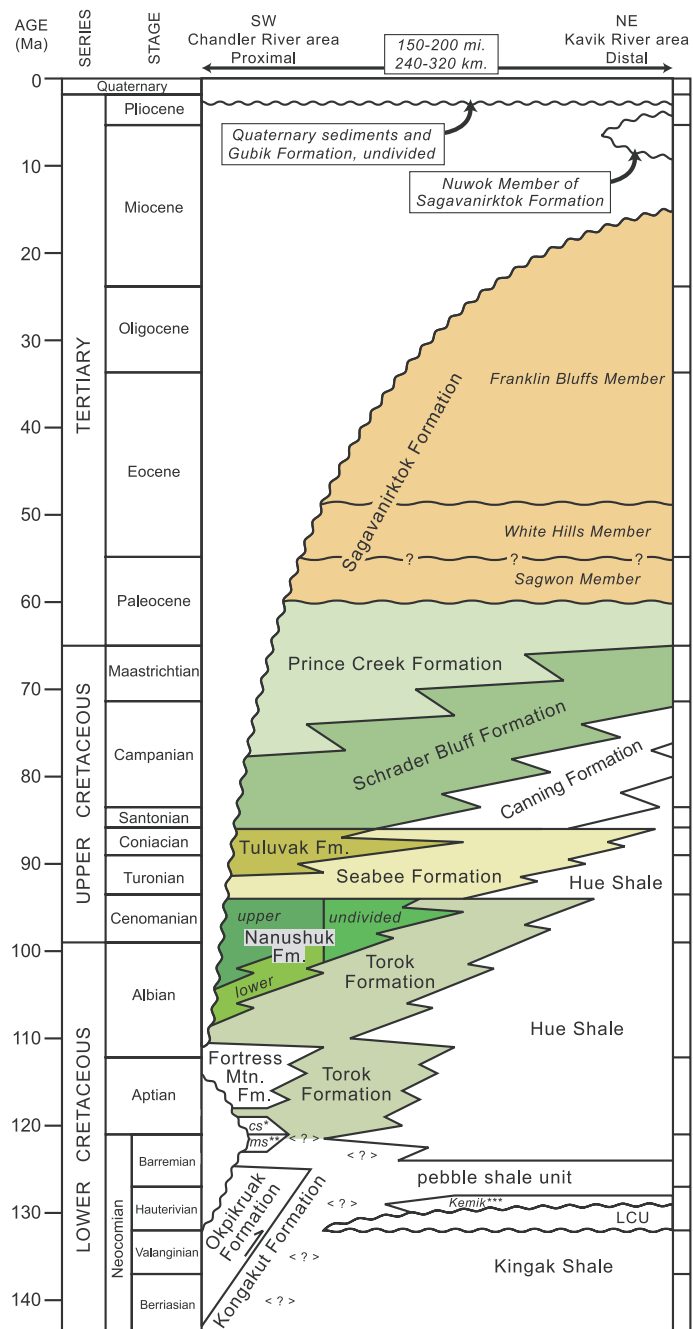 AGE
(Ma)
SERIES
STAGE
SW
Chandler River area
Proximal
150-200 mi.
240-320 km.
NE
Kavik River area
Distal
0
10
20
30
40
50
60
70
80
90
100
110
120
130
140
TERTIARY
UPPER CRETACEOUS
LOWER CRETACEOUS
Quaternary
Pliocene
Miocene
Oligocene
Eocene
Paleocene
Maastrichtian
Campanian
Santonian
Coniacian
Turonian
Cenomanian
Albian
Aptian
Neocomian
Barremian
Hauterivian
Valanginian
Berriasian
Quaternary sediments and
Gubik Formation, undivided
Nuwok Member of
Sagavanirktok Formation
Sagavanirktok Formation
Franklin Bluffs Member
White Hills Member
? ? ?
Sagwon Member
Prince Creek Formation
Schrader Bluff Formation
Canning Formation
Tuluvak Fm.
Seabee Formation
Hue Shale
upper
undivided
Nanushuk
Fm.
lower
Torok
Formation
Hue Shale
Fortress
Mtn.
Fm.
Torok
Formation
cs*
ms**
< ? >
< ? >
pebble shale unit
Kemik***
< ? >
LCU
Okpikruak
Formation
Kongakut Formation
< ? >
Kingak Shale
< ? >